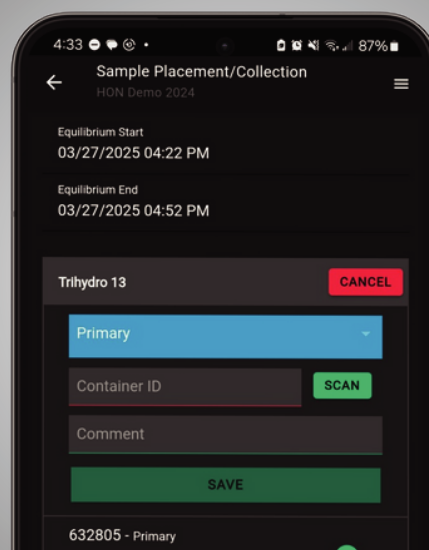 4:33
87%
Sample Placement/Collection
HON Demo 2024
Equilibrium Start
03/27/2025 04:22 PM
Equilibrium End
03/27/2025 04:52 PM
Trihydro 13
CANCEL
Primary
Container ID
SCAN
Comment
SAVE
632805 - Primary